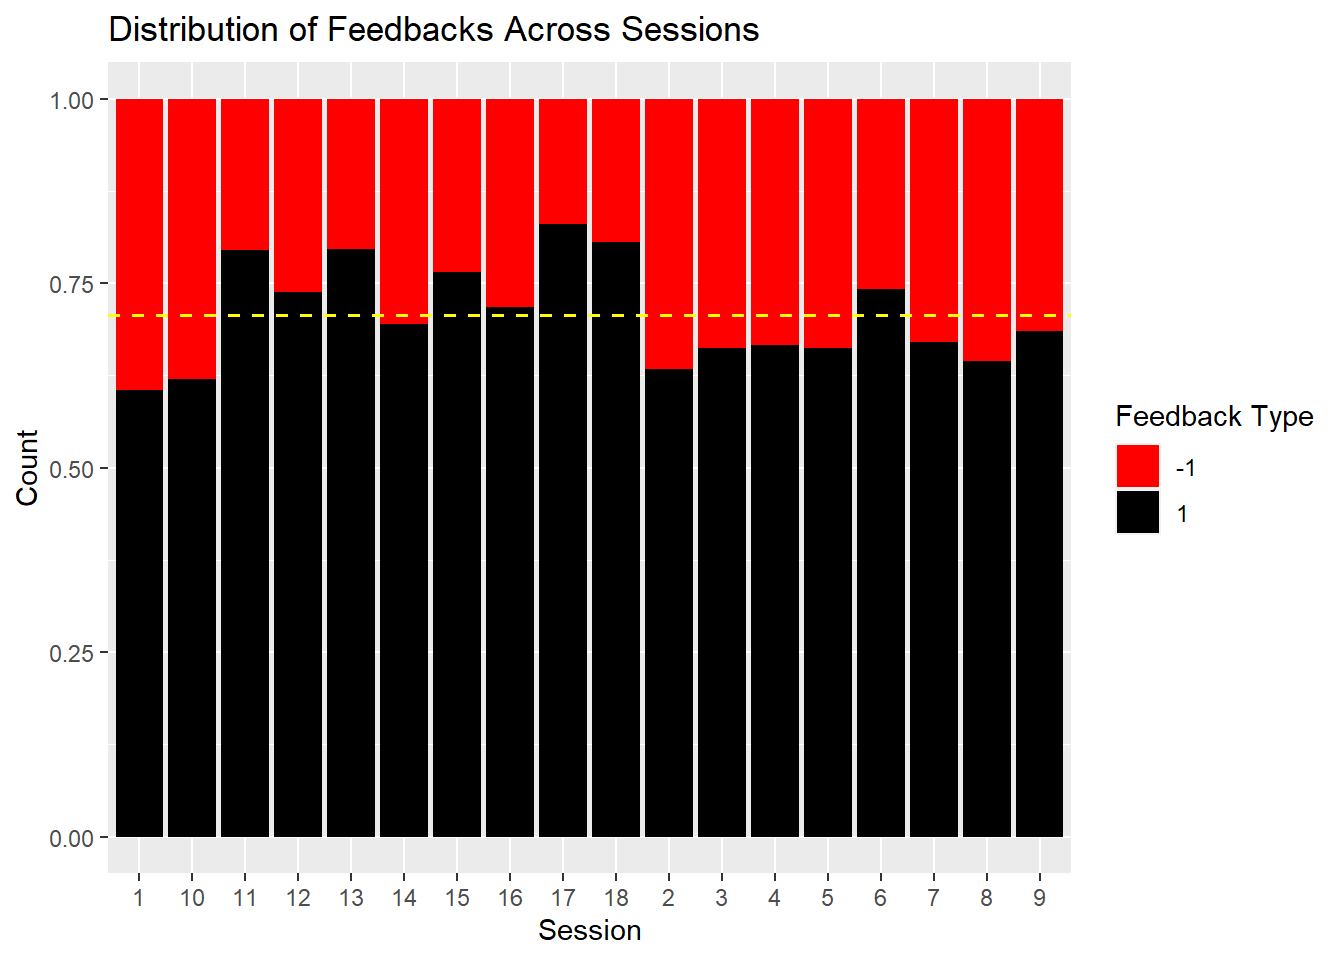 Distribution of Feedbacks Across Sessions
1.00
0.75
0.50
0.25
0.00
Count
1 10 11 12 13 14 15 16 17 18 2 3 4 5 6 7 8 9
Session
Feedback Type
-1
1